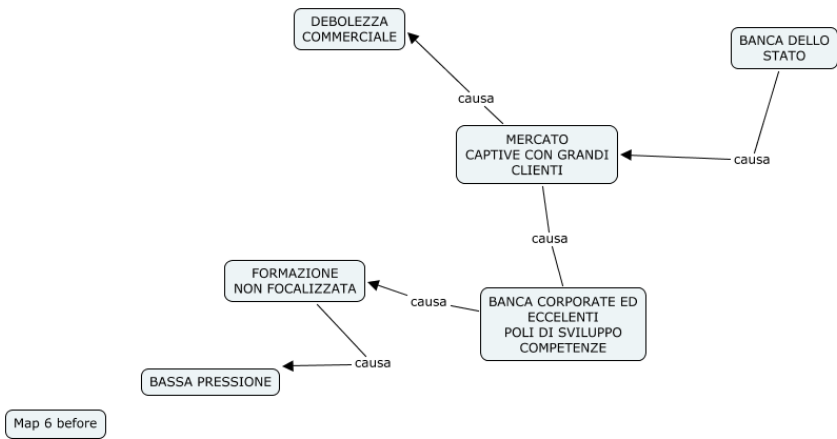 DEBOLEZZA
COMMERCIALE
BANCA DELLO
STATO
causa
MERCATO
CAPTIVE CON GRANDI
CLIENTI
causa
causa
FORMAZIONE
NON FOCALIZZATA
causa
BANCA CORPORATE ED
ECCELENTI
POLI DI SVILUPPO
COMPETENZE
causa
BASSA PRESSIONE
Map 6 before